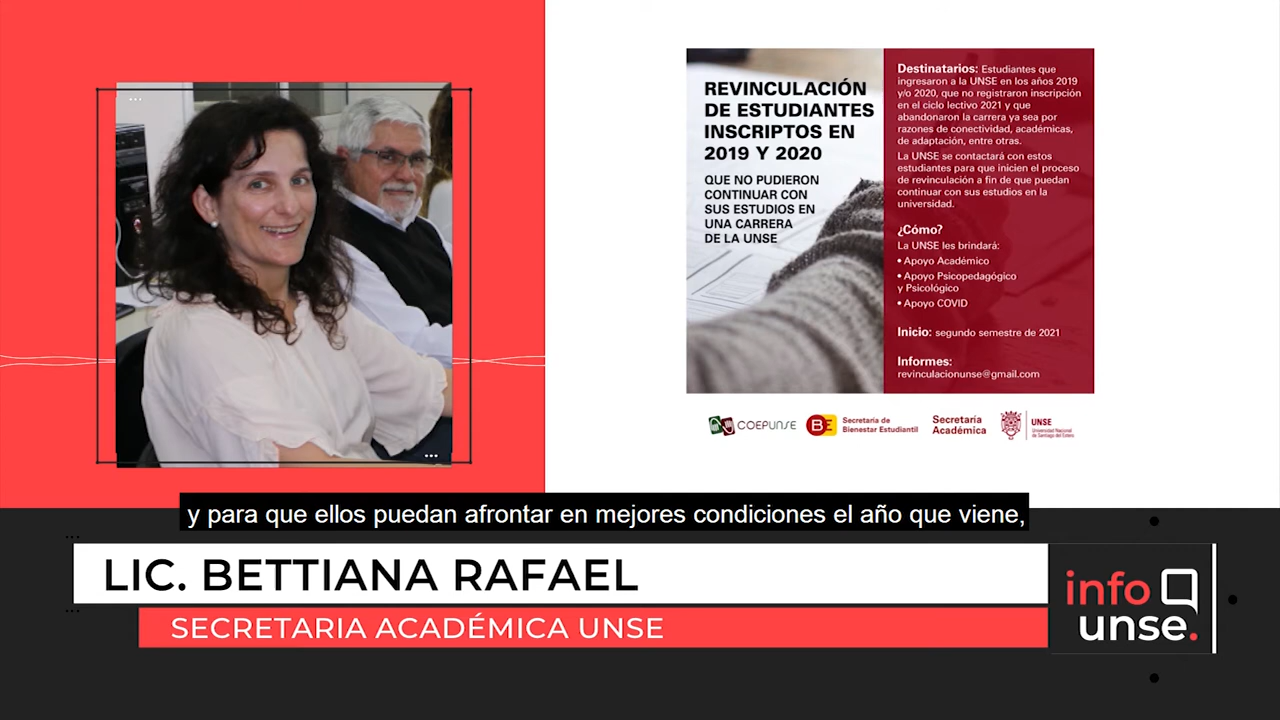 REVINCULACIÓN
DE ESTUDIANTES
INSCRIPTOS EN
2019 Y 2020
QUE NO PUDIERON
CONTINUAR CON
SUS ESTUDIOS EN
UNA CARRERA
DE LA UNSE
Destinatarios: Estudiantes que
ingresaron a la UNSE en los años 2019
y/o 2020, que no registraron inscripción
en el ciclo lectivo 2021 y que
abandonaron la carrera ya sea por
razones de conectividad, académicas,
de adaptación, entre otras.
La UNSE se contactará con estos
estudiantes para que inicien el proceso
de revinculación a fin de que puedan
continuar con sus estudios en la
universidad.
¿Cómo?
La UNSE les brindará:
• Apoyo Académico
• Apoyo Psicopedagógico
y Psicológico
• Apoyo COVID
Inicio: segundo semestre de 2021
Informes:
revinculacionunse@gmail.com
COEPUNSE
BE
Secretaría de
Bienestar Estudiantil
Secretaría
Académica
UNSE
Universidad Nacional
de Santiago del Estero
y para que ellos puedan afrontar en mejores condiciones el año que viene,
LIC. BETTIANA RAFAEL
SECRETARIA ACADÉMICA UNSE
info
unse.